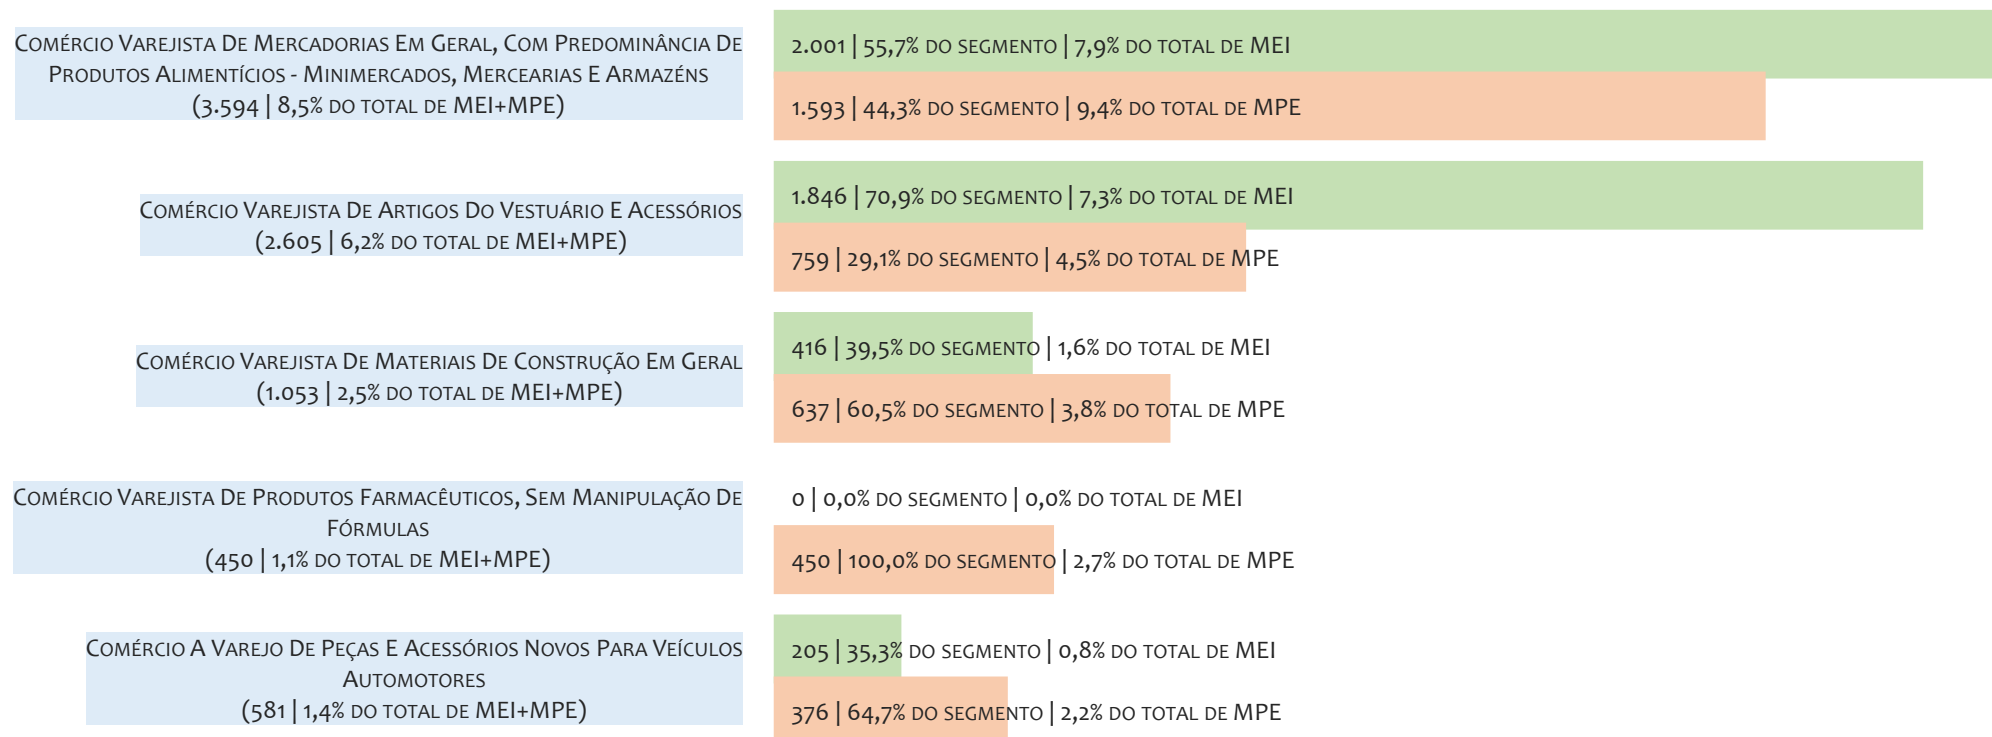 Comércio Varejista De Mercadorias Em Geral, Com Predominância De
Produtos Alimentícios - Minimercados, Mercearias E Armazéns
(3.594 | 8,5% do total de MEI+MPE)
2.001 | 55,7% do segmento | 7,9% do total de MEI
1.593 | 44,3% do segmento | 9,4% do total de MPE
Comércio Varejista De Artigos Do Vestuário E Acessórios
(2.605 | 6,2% do total de MEI+MPE)
1.846 | 70,9% do segmento | 7,3% do total de MEI
759 | 29,1% do segmento | 4,5% do total de MPE
Comércio Varejista De Materiais De Construção Em Geral
(1.053 | 2,5% do total de MEI+MPE)
416 | 39,5% do segmento | 1,6% do total de MEI
637 | 60,5% do segmento | 3,8% do total de MPE
Comércio Varejista De Produtos Farmacêuticos, Sem Manipulação De
Fórmulas
(450 | 1,1% do total de MEI+MPE)
0 | 0,0% do segmento | 0,0% do total de MEI
450 | 100,0% do segmento | 2,7% do total de MPE
Comércio A Varejo De Peças E Acessórios Novos Para Veículos
Automotores
(581 | 1,4% do total de MEI+MPE)
205 | 35,3% do segmento | 0,8% do total de MEI
376 | 64,7% do segmento | 2,2% do total de MPE